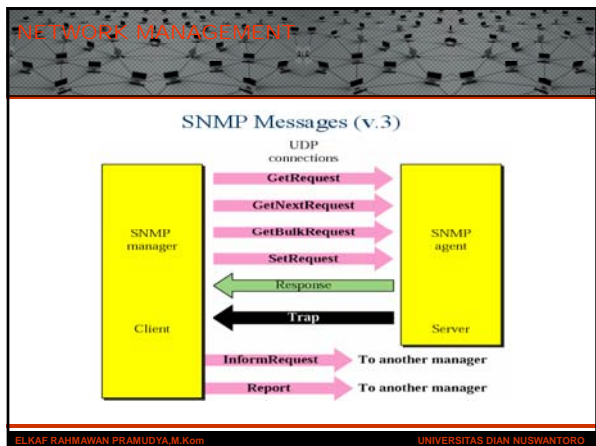 NETWORK MANAGEMENT
SNMP Messages (v.3)
UDP
connections
GetRequest
GetNextRequest
GetBulkRequest
SetRequest
Response
Trap
SNMP
manager
Client
SNMP
agent
Server
InformRequest To another manager
Report To another manager
ELKAF RAHMAWAN PRAMUDYA,M.Kom UNIVERSITAS DIAN NUSWANTORO